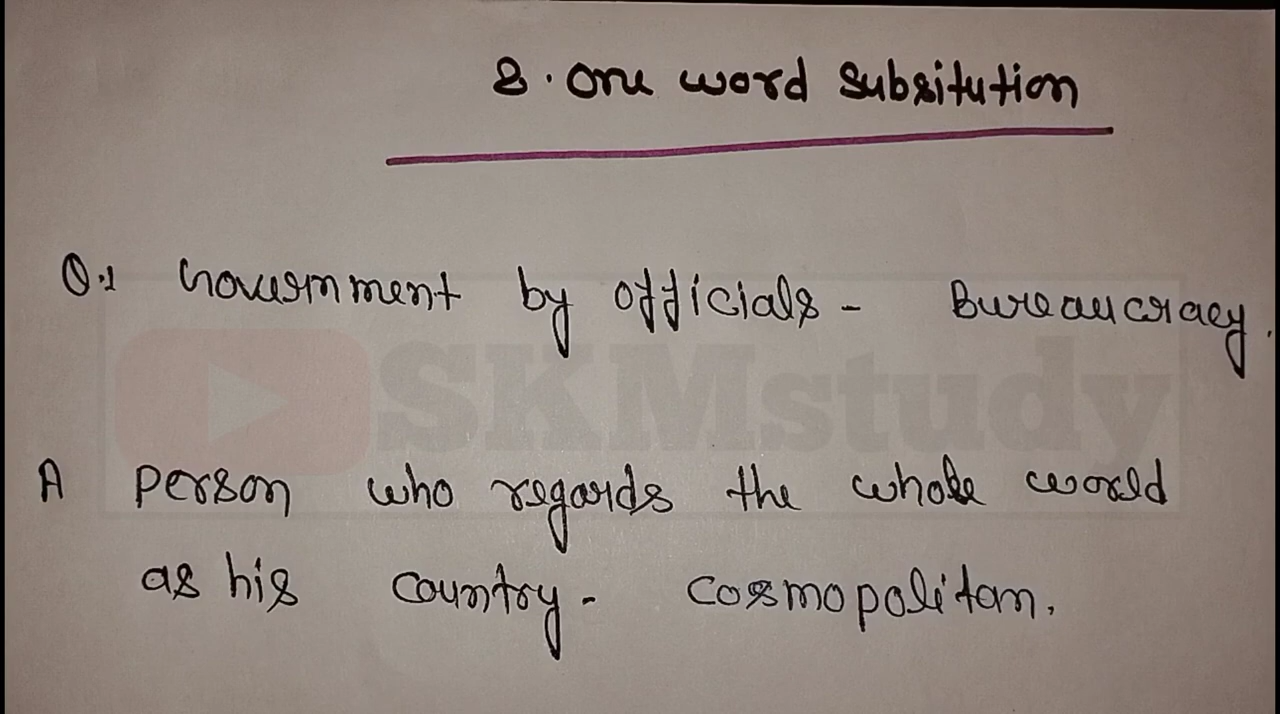 8. One word Subsitution
Q.1 Government by officials - Bureaucracy.
SKMstudy
A person who regards the whole world
as his country - cosmopolitan.